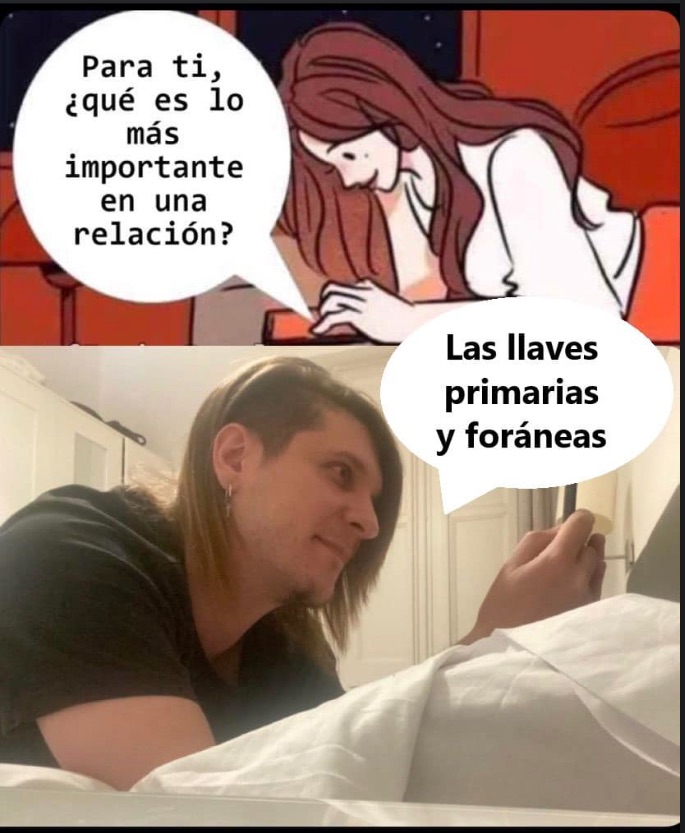 Para ti,
¿qué es lo
más
importante
en una
relación?
Las llaves
primarias
y foráneas